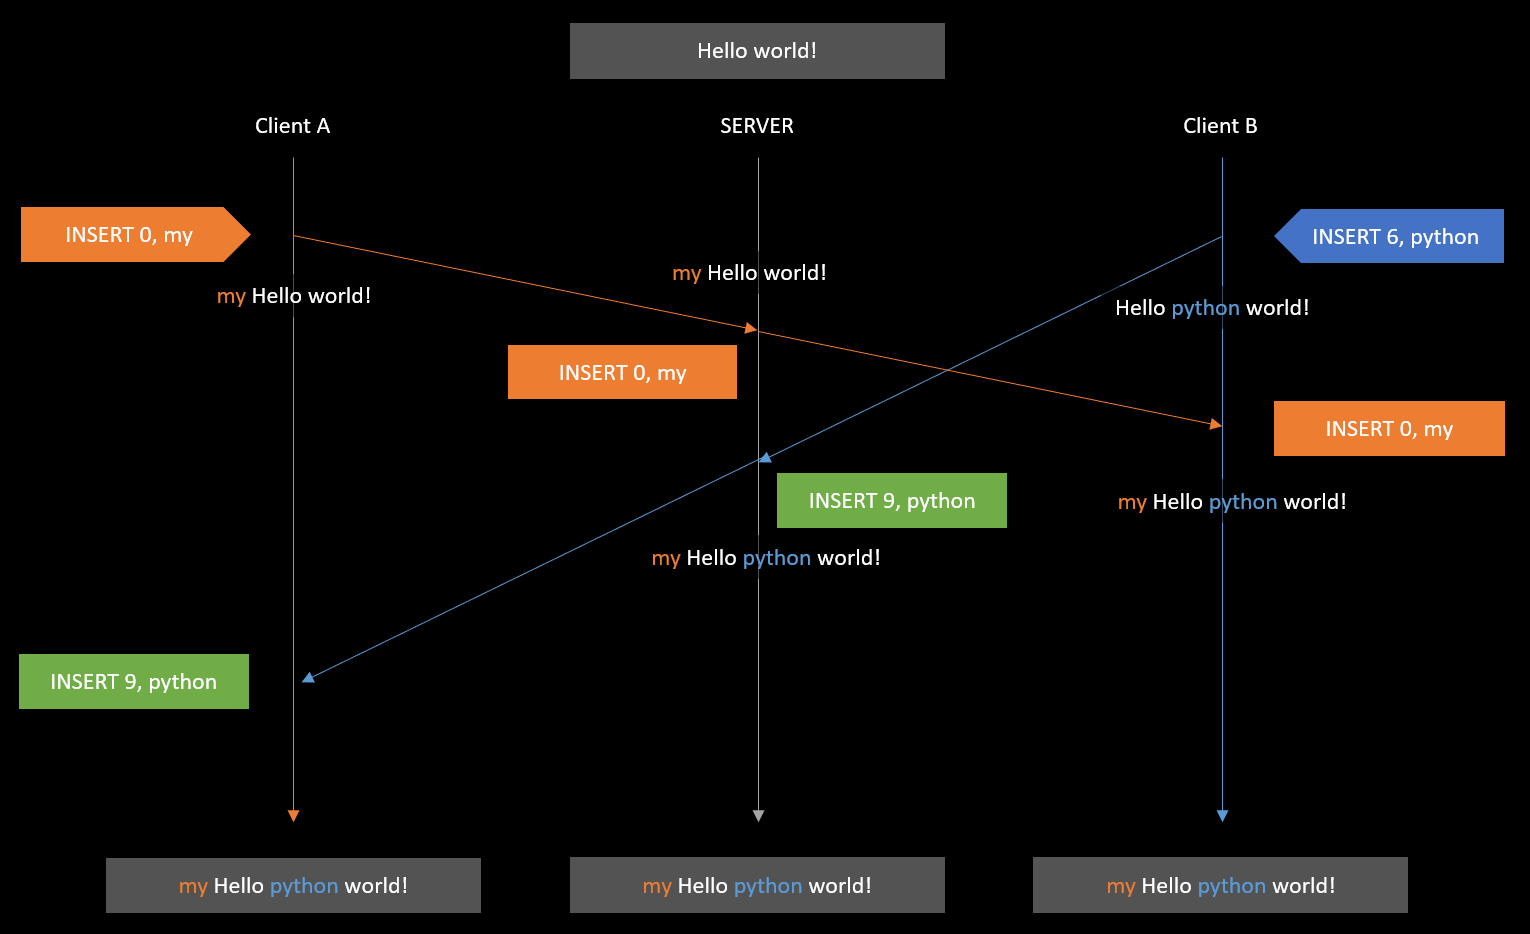 Hello world!
Client A
SERVER
Client B
INSERT 0, my
INSERT 6, python
my Hello world!
my Hello world!
Hello python world!
INSERT 0, my
INSERT 0, my
INSERT 9, python
my Hello python world!
my Hello python world!
INSERT 9, python
my Hello python world!
my Hello python world!
my Hello python world!